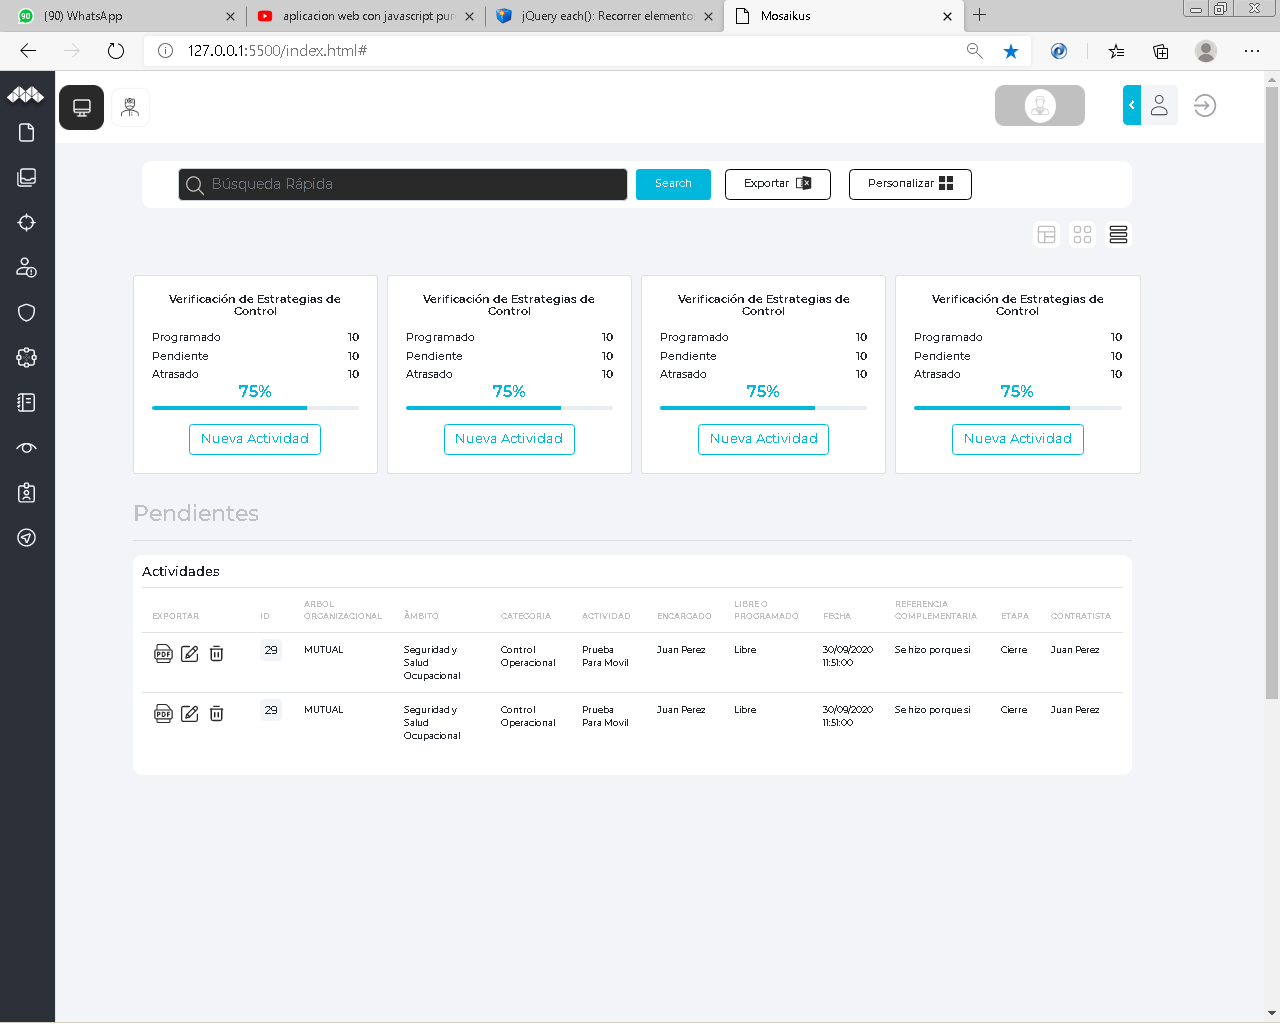 90 (90) WhatsApp
aplicacion web con javascript pur
jQuery each(): Recorrer elemento
Mosaikus
127.0.0.1:5500/index.html#
Búsqueda Rápida
Search
Exportar
Personalizar
Verificación de Estrategias de
Control
Programado 10
Pendiente 10
Atrasado 10
75%
Nueva Actividad
Verificación de Estrategias de
Control
Programado 10
Pendiente 10
Atrasado 10
75%
Nueva Actividad
Verificación de Estrategias de
Control
Programado 10
Pendiente 10
Atrasado 10
75%
Nueva Actividad
Verificación de Estrategias de
Control
Programado 10
Pendiente 10
Atrasado 10
75%
Nueva Actividad
Pendientes
Actividades
EXPORTAR ID ARBOL ORGANIZACIONAL ÀMBITO CATEGORIA ACTIVIDAD ENCARGADO LIBRE O PROGRAMADO FECHA REFERENCIA COMPLEMENTARIA ETAPA CONTRATISTA
PDF 29 MUTUAL Seguridad y Control Prueba Juan Perez Libre 30/09/2020 Se hizo porque si Cierre Juan Perez
Salud Operacional Para Movil 11:51:00
Ocupacional
PDF 29 MUTUAL Seguridad y Control Prueba Juan Perez Libre 30/09/2020 Se hizo porque si Cierre Juan Perez
Salud Operacional Para Movil 11:51:00
Ocupacional